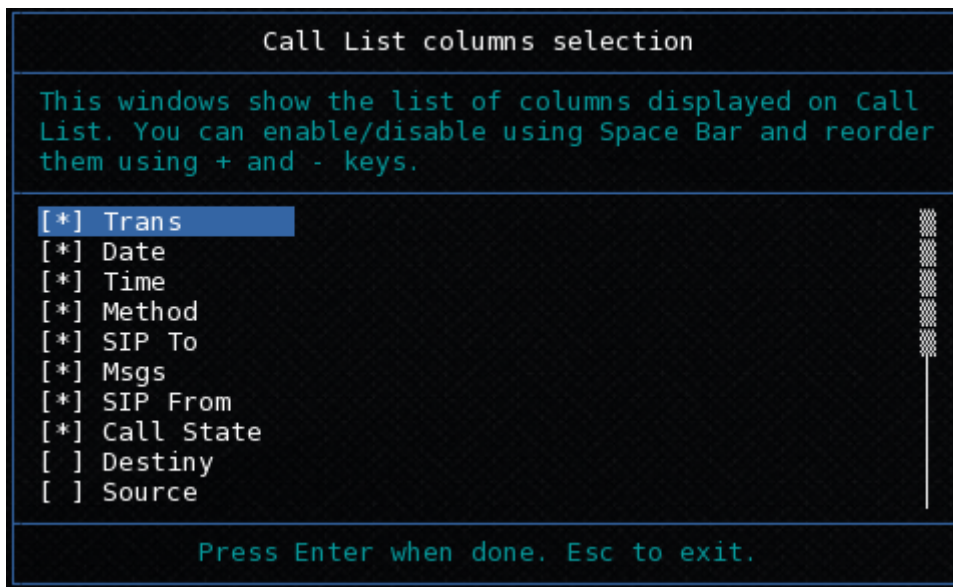 Call List columns selection
This windows show the list of columns displayed on Call
List. You can enable/disable using Space Bar and reorder
them using + and - keys.
[*] Trans
[*] Date
[*] Time
[*] Method
[*] SIP To
[*] Msgs
[*] SIP From
[*] Call State
[ ] Destiny
[ ] Source
Press Enter when done. Esc to exit.